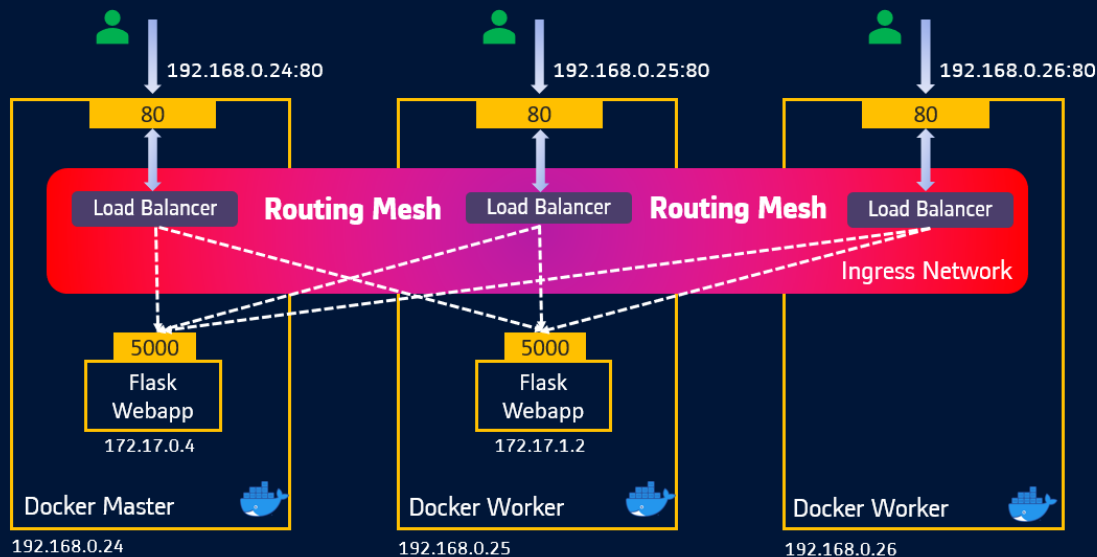 192.168.0.24:80
192.168.0.25:80
192.168.0.26:80
80
80
80
Load Balancer
Routing Mesh
Load Balancer
Routing Mesh
Load Balancer
Ingress Network
5000
Flask
Webapp
172.17.0.4
5000
Flask
Webapp
172.17.1.2
Docker Master
Docker Worker
Docker Worker
192.168.0.24
192.168.0.25
192.168.0.26